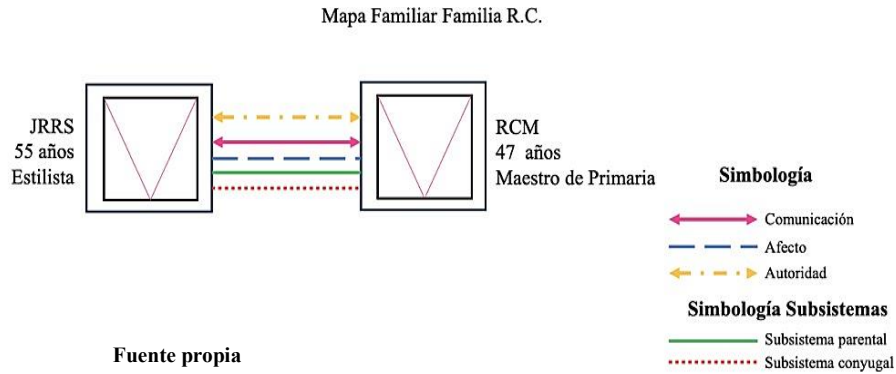 Mapa Familiar Familia R.C.
JRRS
55 años
Estilista
RCM
47 años
Maestro de Primaria
Simbología
Comunicación
Afecto
Autoridad
Simbología Subsistemas
Subsistema parental
Subsistema conyugal
Fuente propia